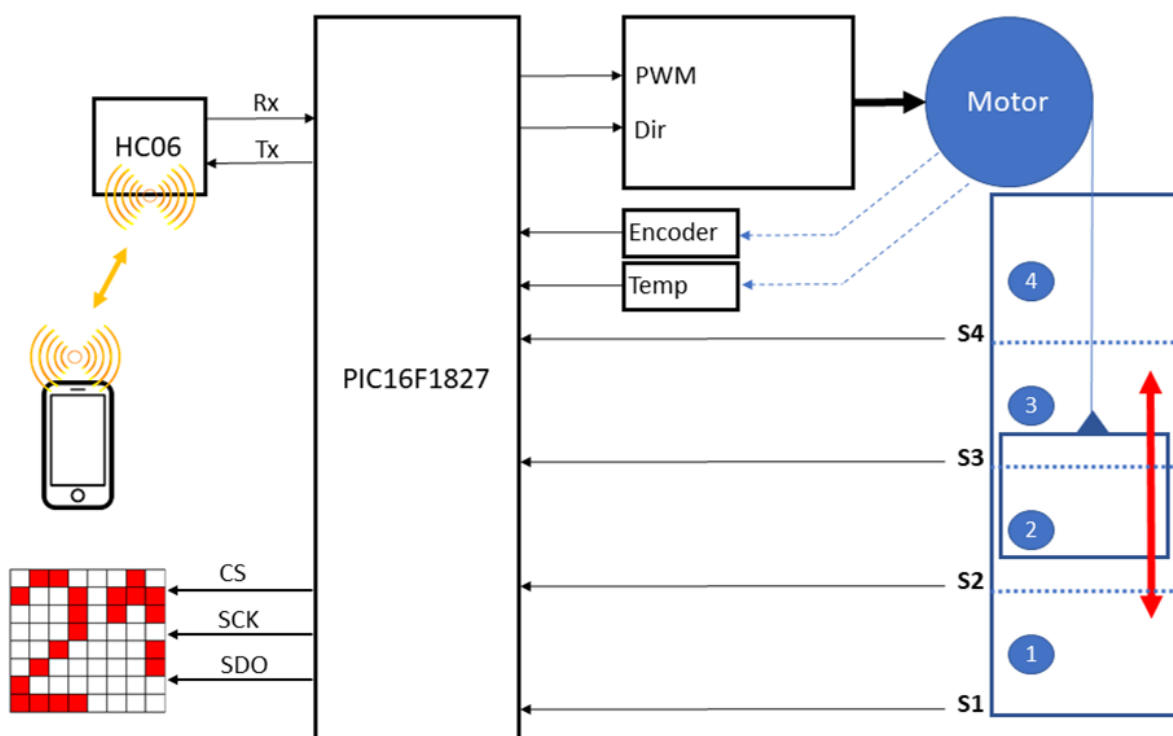 HC06
Rx
Tx
PIC16F1827
PWM
Dir
Motor
Encoder
Temp
S4
S3
S2
S1
4
3
2
1
CS
SCK
SDO